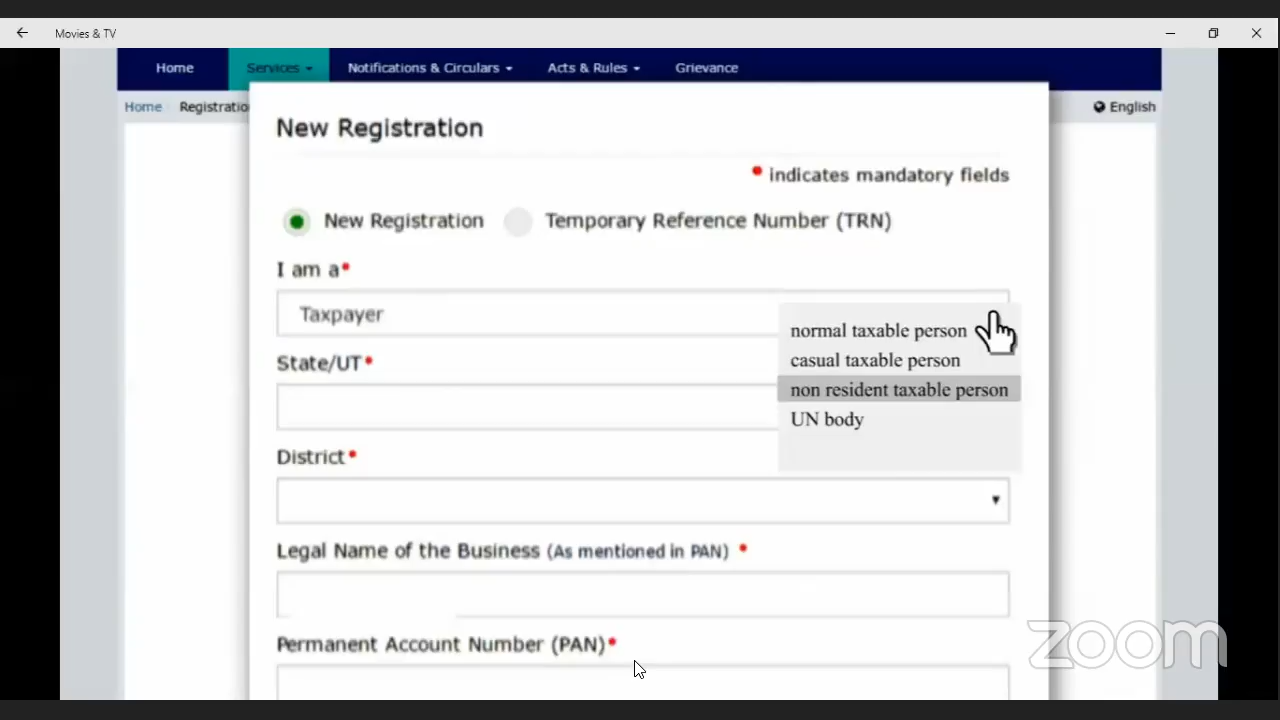 Movies & TV
Home Services Notifications & Circulars Acts & Rules Grievance
Home Registratio English
New Registration
• indicates mandatory fields
New Registration Temporary Reference Number (TRN)
I am a•
Taxpayer
normal taxable person
casual taxable person
non resident taxable person
UN body
State/UT•
District•
Legal Name of the Business (As mentioned in PAN) •
Permanent Account Number (PAN)•
zoom